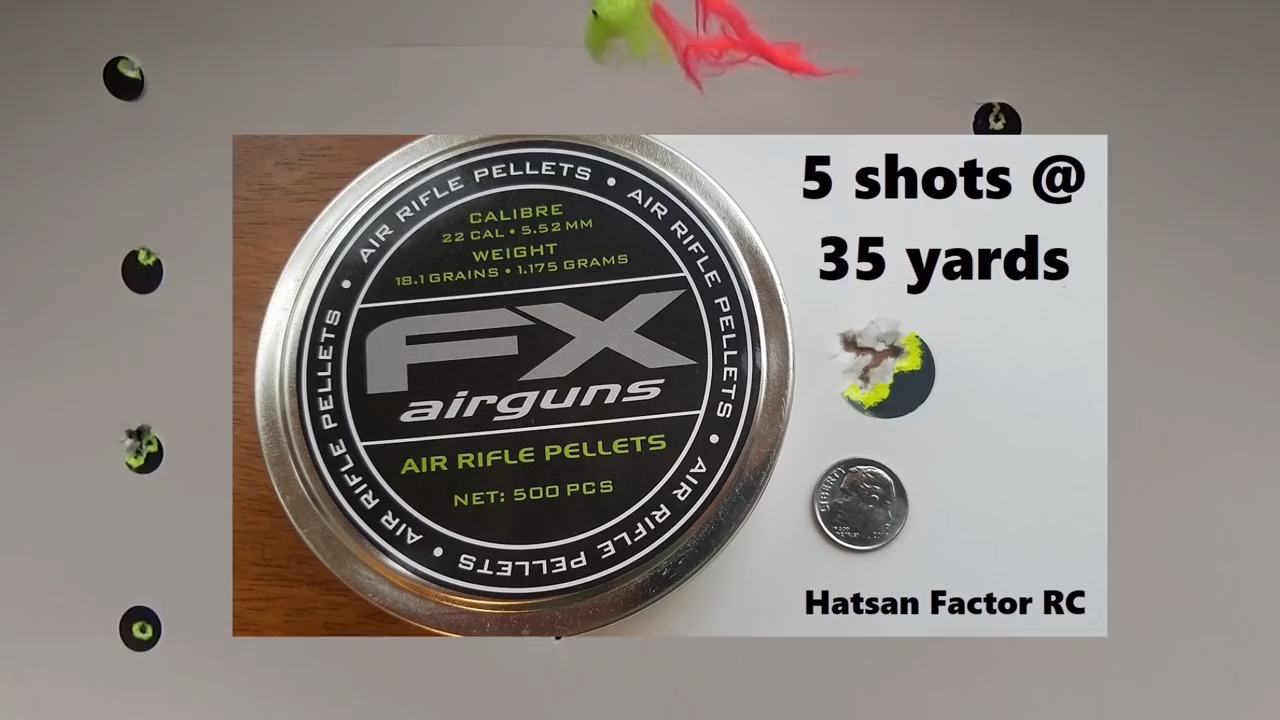 AIR RIFLE PELLETS • AIR RIFLE PELLETS • AIR RIFLE PELLETS • AIR RIFLE PELLETS •
CALIBRE
22 CAL • 5.52 MM
WEIGHT
18.1 GRAINS • 1.175 GRAMS
FX
airguns
AIR RIFLE PELLETS
NET: 500 PCS
5 shots @
35 yards
LIBERTY
Hatsan Factor RC